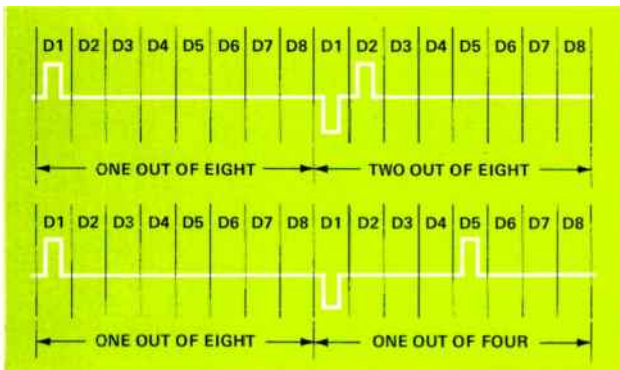 D1 D2 D3 D4 D5 D6 D7 D8 D1 D2 D3 D4 D5 D6 D7 D8
ONE OUT OF EIGHT TWO OUT OF EIGHT
D1 D2 D3 D4 D5 D6 D7 D8 D1 D2 D3 D4 D5 D6 D7 D8
ONE OUT OF EIGHT ONE OUT OF FOUR